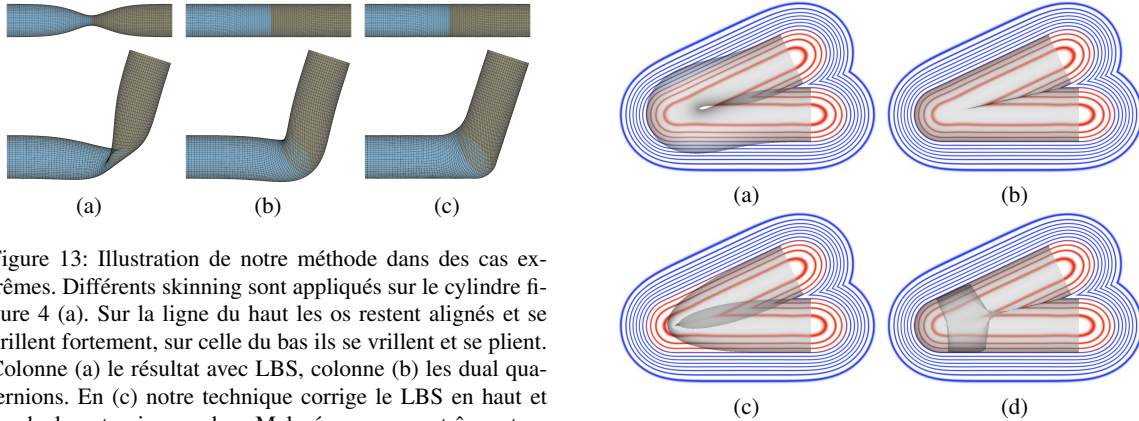 (a) (b) (c)
igure 13: Illustration de notre méthode dans des cas ex-
rêmes. Différents skinning sont appliqués sur le cylindre fi-
ure 4 (a). Sur la ligne du haut les os restent alignés et se
rillent fortement, sur celle du bas ils se vrillent et se plient.
Colonne (a) le résultat avec LBS, colonne (b) les dual qua-
ernions. En (c) notre technique corrige le LBS en haut et
(a) (b)
(c) (d)